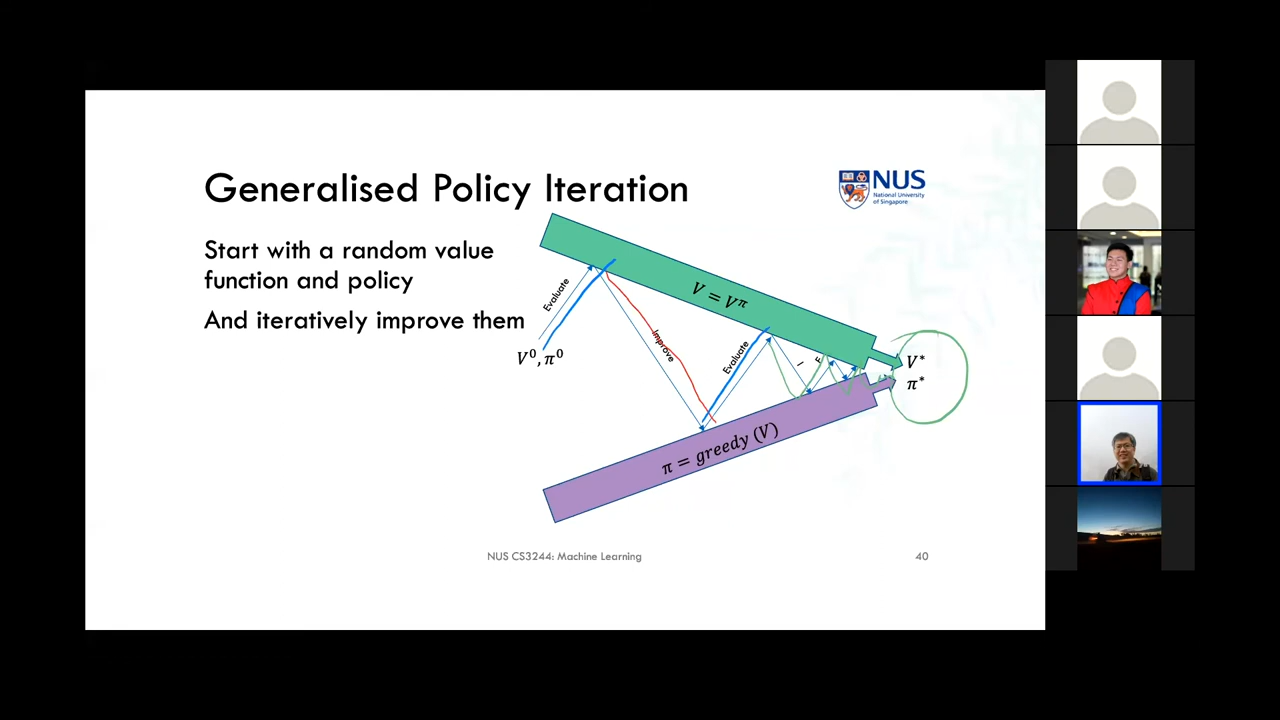 Generalised Policy Iteration
NUS
National University
of Singapore
Start with a random value
function and policy
And iteratively improve them
Evaluate
V⁰, π⁰
Improve
Evaluate
I
E
V = V^π
π = greedy (V)
V*
π*
NUS CS3244: Machine Learning
40